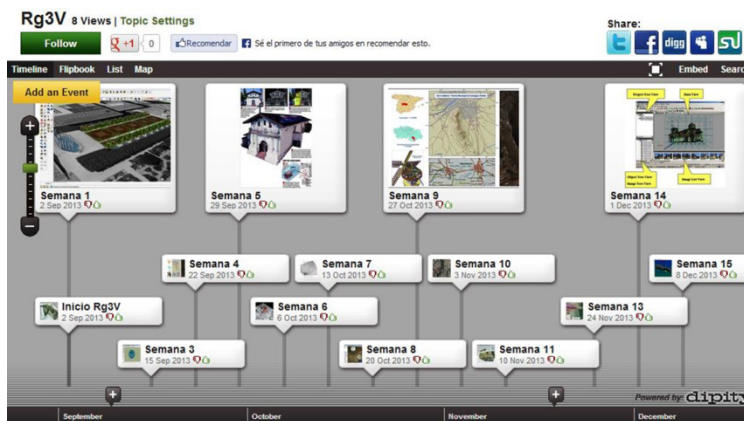 Rg3V 8 Views | Topic Settings
Share:
Follow
g +1 0
Recomendar
f Sé el primero de tus amigos en recomendar esto.
digg
Timeline Flipbook List Map
Embed Searc
Add an Event
Semana 1
2 Sep 2013
Semana 5
29 Sep 2013
Semana 9
27 Oct 2013
Semana 14
1 Dec 2013
Semana 4
22 Sep 2013
Semana 7
13 Oct 2013
Semana 10
3 Nov 2013
Semana 15
8 Dec 2013
Inicio Rg3V
2 Sep 2013
Semana 6
6 Oct 2013
Semana 13
24 Nov 2013
Semana 3
15 Sep 2013
Semana 8
20 Oct 2013
Semana 11
10 Nov 2013
Powered by: dipity
September
October
November
December